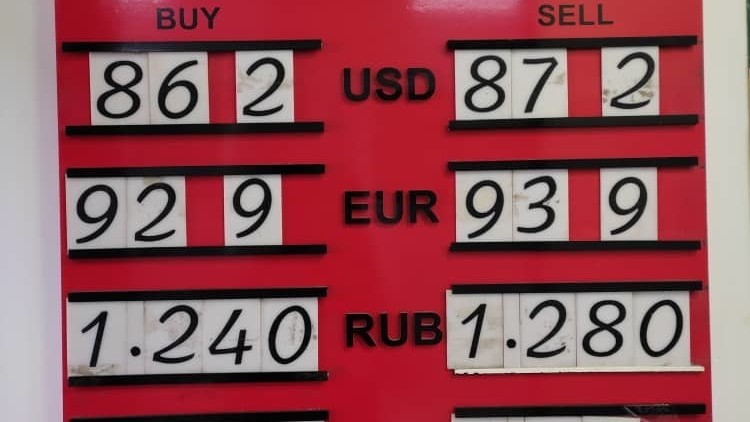 BUY SELL
86 2 USD 87 2
92 9 EUR 93 9
1.240 RUB 1.280